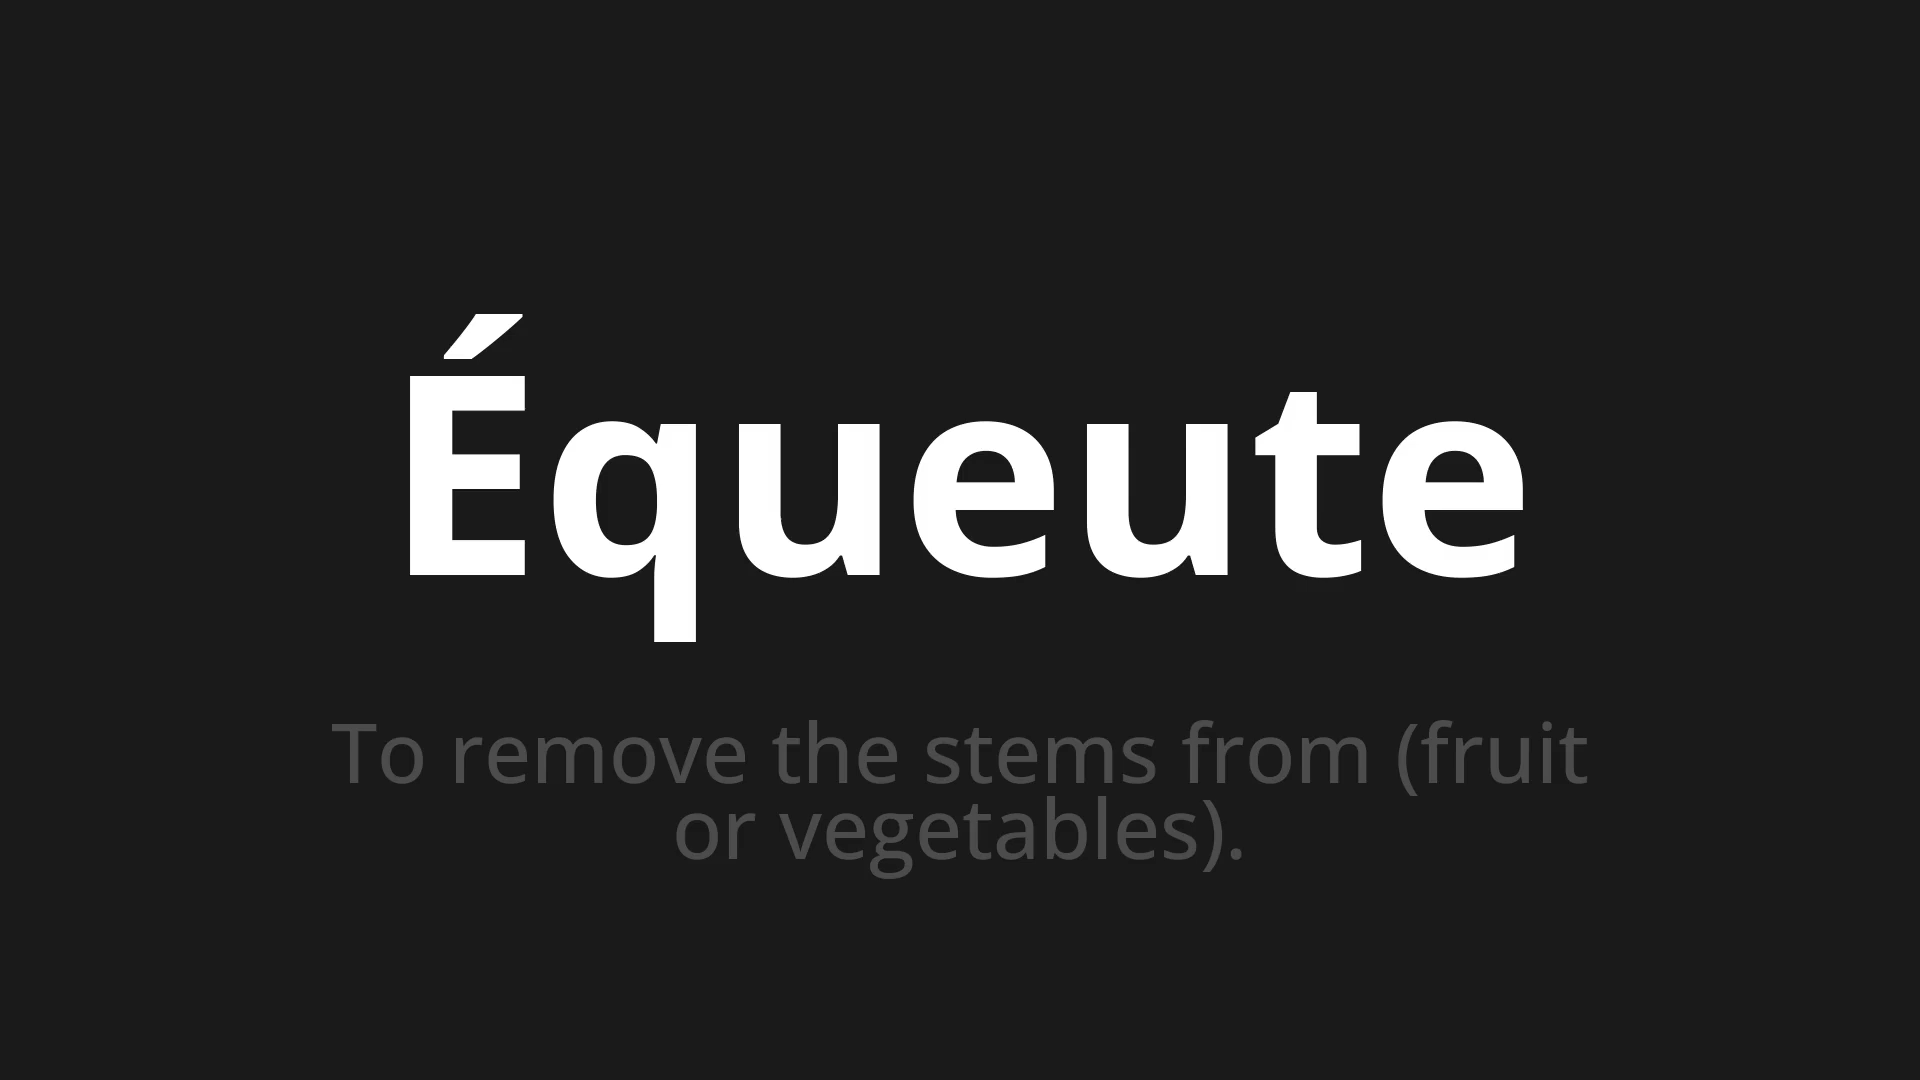 Équeute
To remove the stems from (fruit
or vegetables).